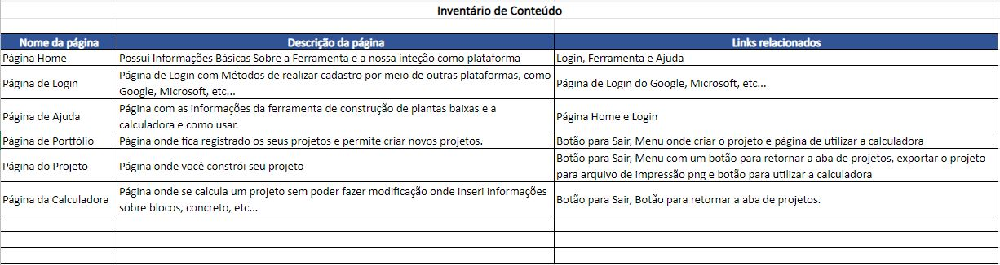 Inventário de Conteúdo
Nome da página Descrição da página Links relacionados
Página Home Possui Informações Básicas Sobre a Ferramenta e a nossa inteção como plataforma Login, Ferramenta e Ajuda
Página de Login Página de Login com Métodos de realizar cadastro por meio de outras plataformas, como
Google, Microsoft, etc... Página de Login do Google, Microsoft, etc...
Página de Ajuda Página com as informações da ferramenta de construção de plantas baixas e a
calculadora e como usar. Página Home e Login
Página de Portfólio Página onde fica registrado os seus projetos e permite criar novos projetos. Botão para Sair, Menu onde criar o projeto e página de utilizar a calculadora
Página do Projeto Página onde você constrói seu projeto Botão para Sair, Menu com um botão para retornar a aba de projetos, exportar o projeto
para arquivo de impressão png e botão para utilizar a calculadora
Página da Calculadora Página onde se calcula um projeto sem poder fazer modificação onde inseri informações
sobre blocos, concreto, etc... Botão para Sair, Botão para retornar a aba de projetos.